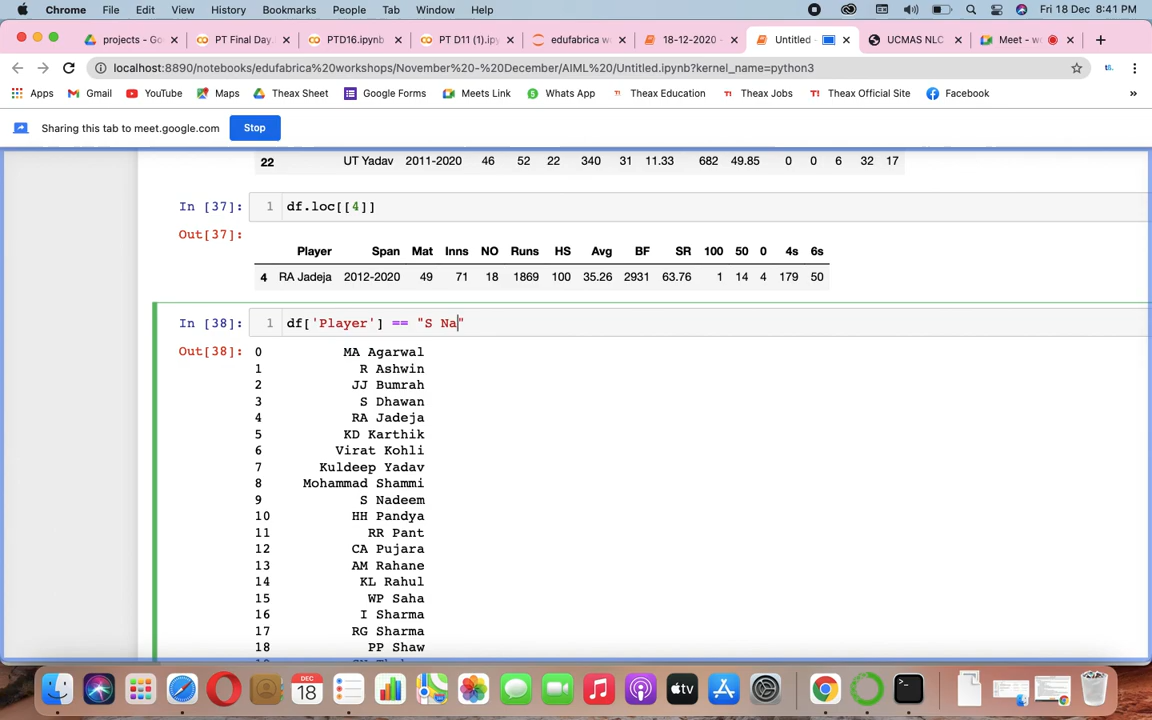 Chrome File Edit View History Bookmarks People Tab Window Help Fri 18 Dec 8:41 PM
projects - Go PT Final Day. PTD16.ipynb PT D11 (1).ipy edufabrica w 18-12-2020 - Untitled UCMAS NLC Meet - w
localhost:8890/notebooks/edufabrica%20workshops/November%20-%20December/AIML%20/Untitled.ipynb?kernel_name=python3
Apps Gmail YouTube Maps Theax Sheet Google Forms Meets Link Whats App Theax Education Theax Jobs Theax Official Site Facebook »
Sharing this tab to meet.google.com Stop
22 UT Yadav 2011-2020 46 52 22 340 31 11.33 682 49.85 0 0 6 32 17
In [37]: 1 df.loc[[4]]
Out[37]:
Player Span Mat Inns NO Runs HS Avg BF SR 100 50 0 4s 6s
4 RA Jadeja 2012-2020 49 71 18 1869 100 35.26 2931 63.76 1 14 4 179 50
In [38]: 1 df['Player'] == "S Na"
Out[38]: 0 MA Agarwal
1 R Ashwin
2 JJ Bumrah
3 S Dhawan
4 RA Jadeja
5 KD Karthik
6 Virat Kohli
7 Kuldeep Yadav
8 Mohammad Shammi
9 S Nadeem
10 HH Pandya
11 RR Pant
12 CA Pujara
13 AM Rahane
14 KL Rahul
15 WP Saha
16 I Sharma
17 RG Sharma
18 PP Shaw
DEC
18
tv